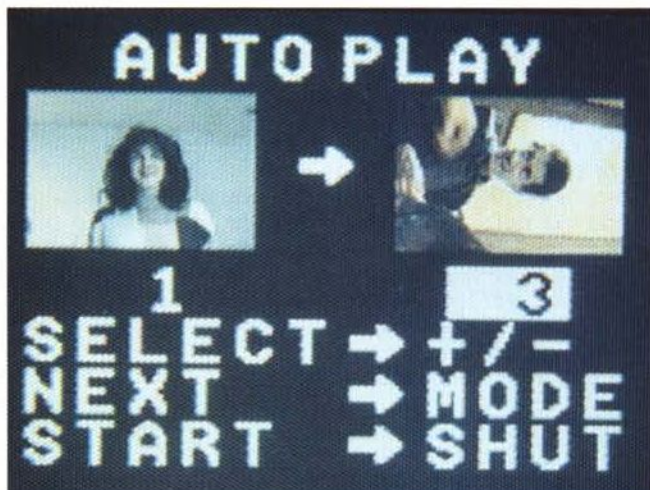 AUTO PLAY
1 3
SELECT → + / -
NEXT → MODE
START → SHUT